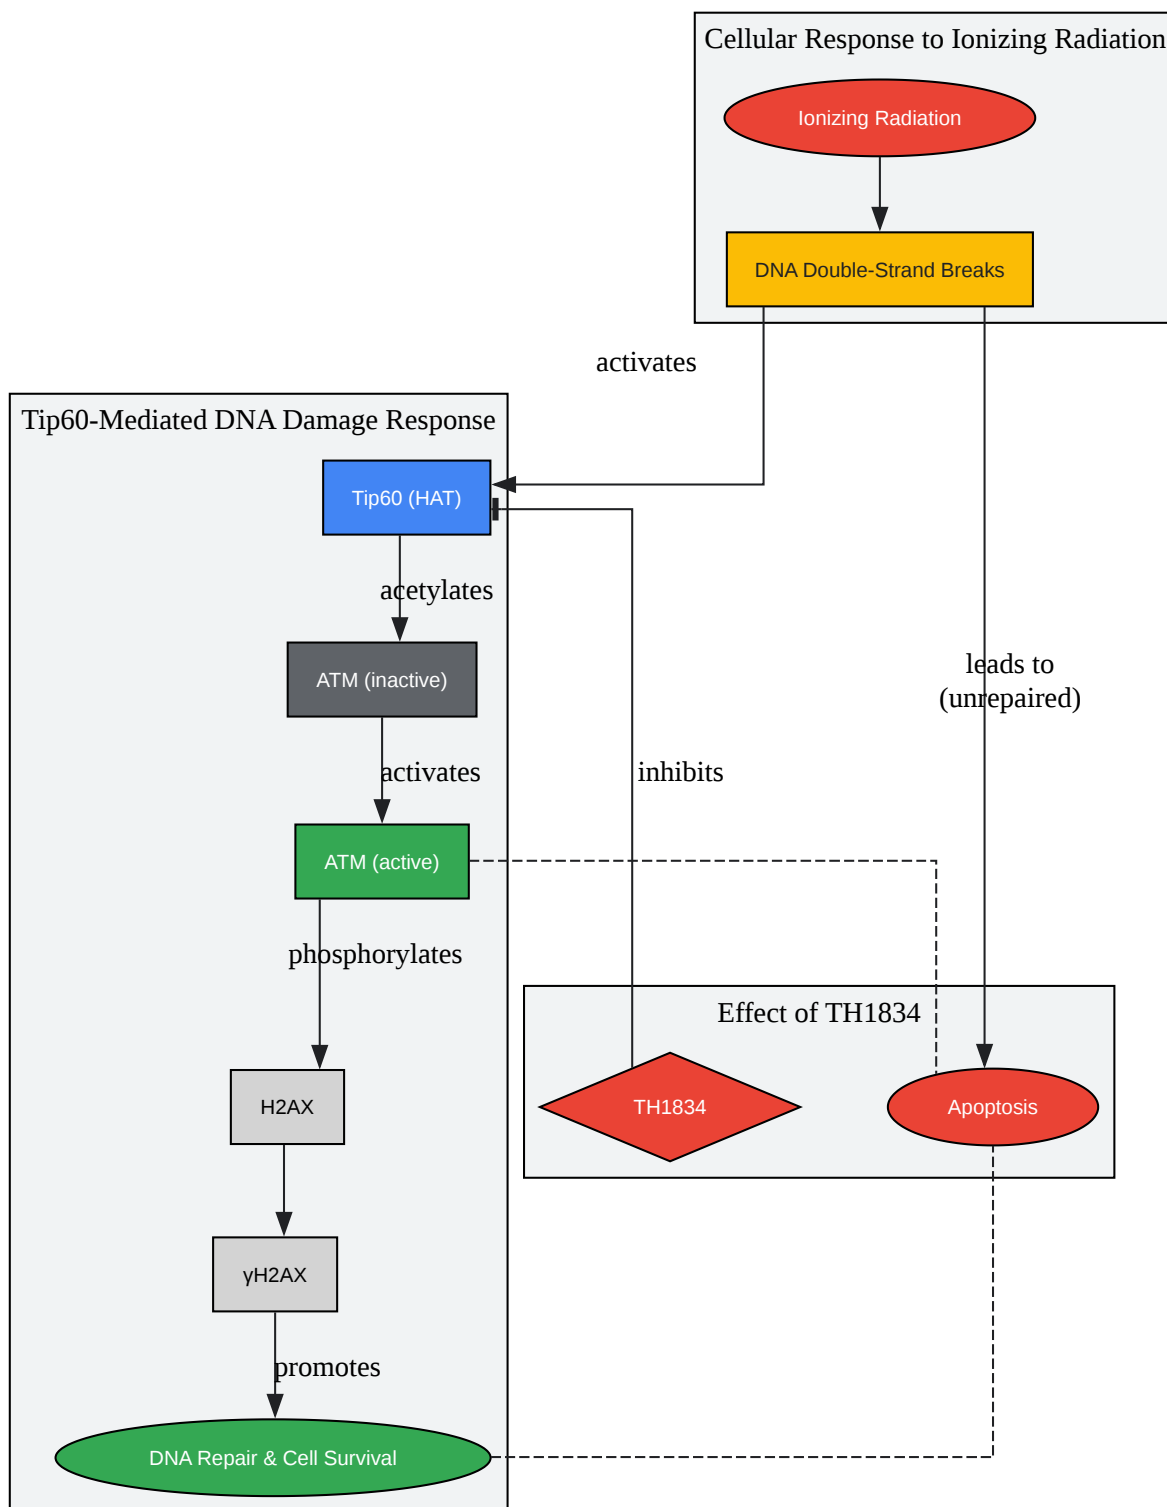 Cellular Response to Ionizing Radiation
Ionizing Radiation
DNA Double-Strand Breaks
activates
Tip60-Mediated DNA Damage Response
Tip60 (HAT)
acetylates
ATM (inactive)
leads to
(unrepaired)
activates
inhibits
ATM (active)
phosphorylates
Effect of TH1834
H2AX
TH1834
Apoptosis
γH2AX
promotes
DNA Repair & Cell Survival